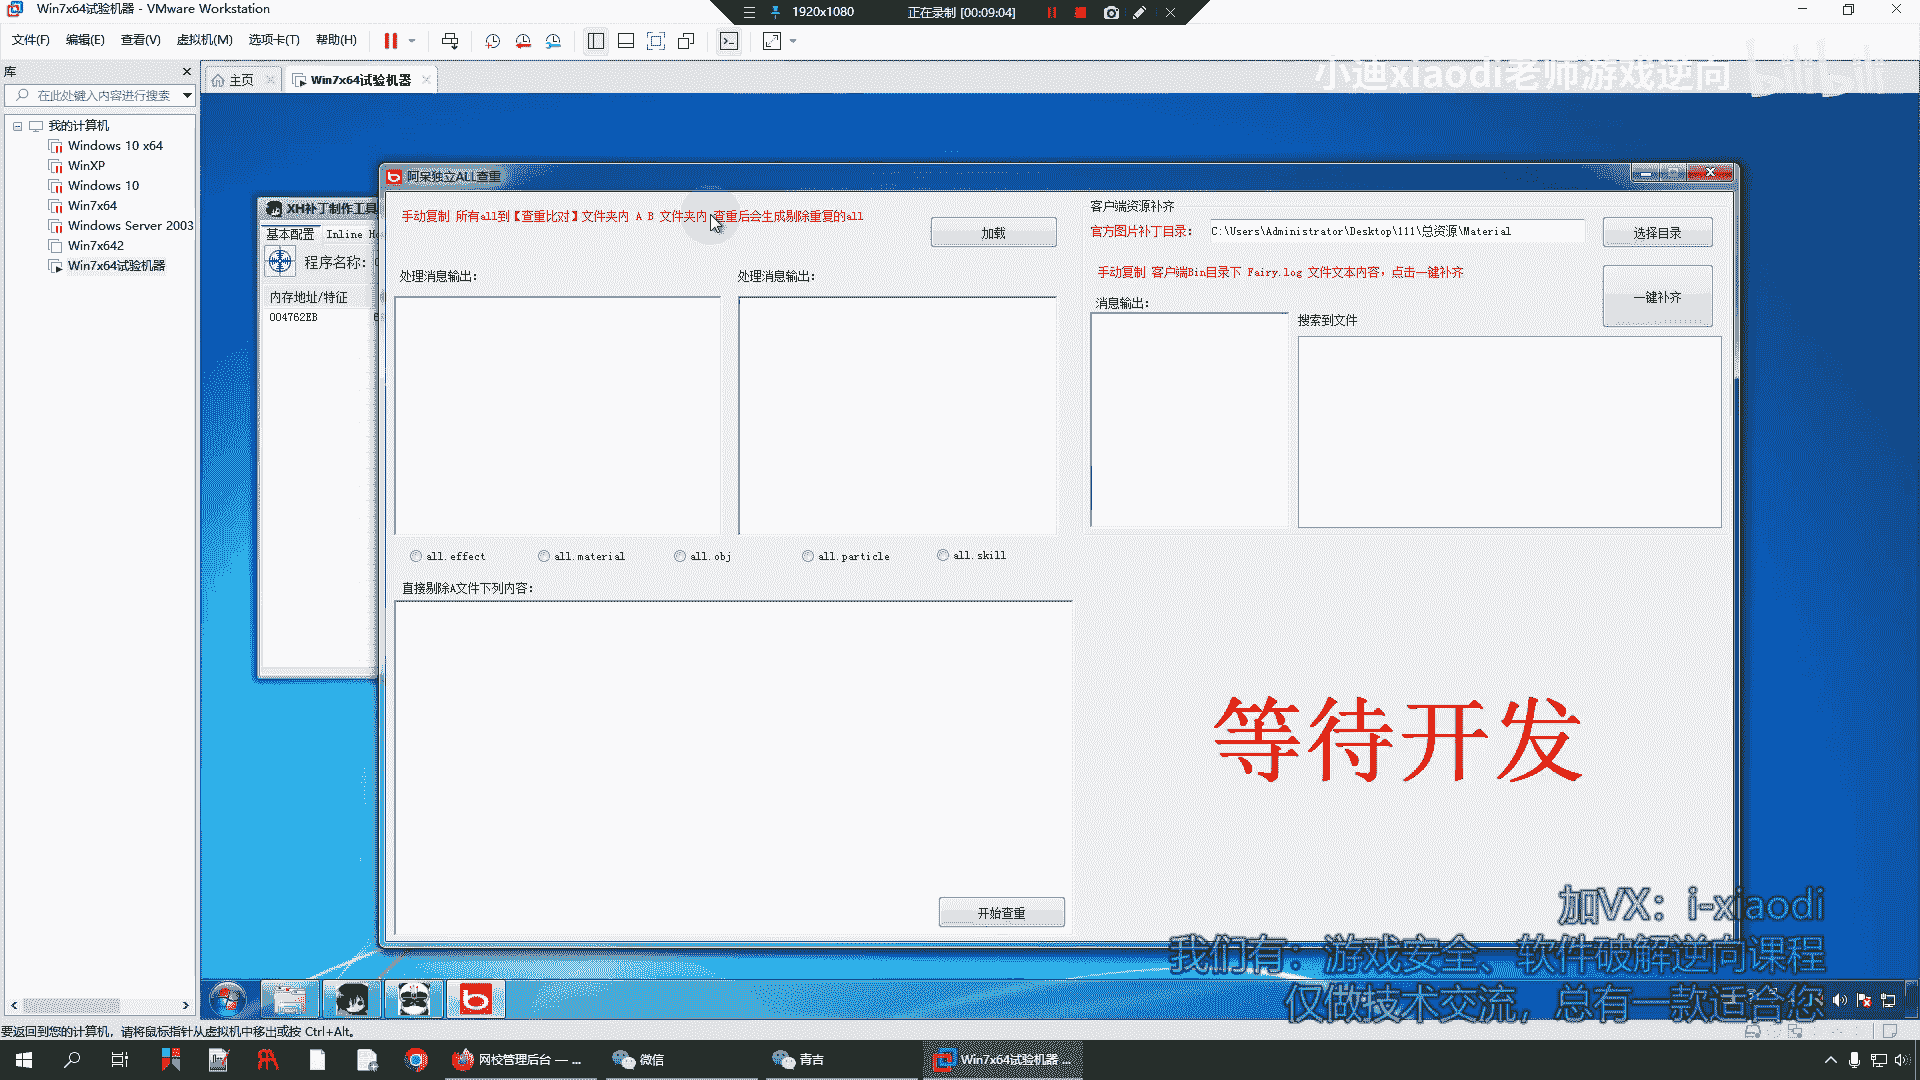 Win7x64试验机器 - VMware Workstation
1920x1080
正在录制 [00:09:04]
文件(F)
编辑(E)
查看(V)
虚拟机(M)
选项卡(T)
帮助(H)
库
在此处键入内容进行搜索
我的计算机
Windows 10 x64
WinXP
Windows 10
Win7x64
Windows Server 2003
Win7x642
Win7x64试验机器
主页
Win7x64试验机器
小迪xiaodi老师游戏逆向
bilibili
XH补丁制作工具
基本配置
Inline H
程序名称：
内存地址/特征
004762EB
阿呆独立ALL查重
手动复制 所有all到【查重比对】文件夹内 A B 文件夹内 查重后会生成剔除重复的all
加载
处理消息输出：
处理消息输出：
all.effect
all.material
all.obj
all.particle
all.skill
直接剔除A文件下列内容：
开始查重
客户端资源补齐
官方图片补丁目录：
C:\Users\Administrator\Desktop\111\总资源\Material
选择目录
手动复制 客户端Bin目录下 Fairy.log 文件文本内容，点击一键补齐
一键补齐
消息输出：
搜索到文件
等待开发
加VX：i-xiaodi
我们有：游戏安全、软件破解逆向课程
仅做技术交流，总有一款适合您
要返回到您的计算机，请将鼠标指针从虚拟机中移出或按 Ctrl+Alt。
网校管理后台 — ...
微信
青吉
Win7x64试验机器 ...